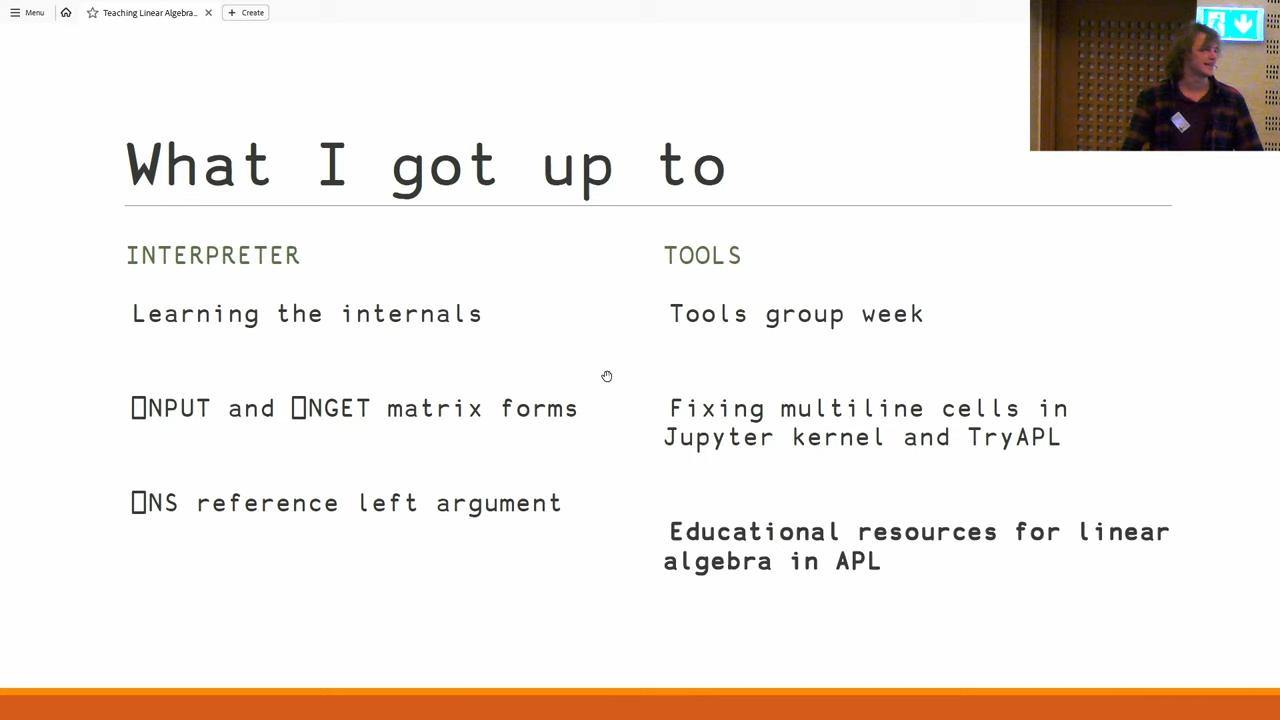 Menu
Teaching Linear Algebra...
Create
What I got up to
INTERPRETER
Learning the internals
⎕NPUT and ⎕NGET matrix forms
⎕NS reference left argument
TOOLS
Tools group week
Fixing multiline cells in
Jupyter kernel and TryAPL
Educational resources for linear
algebra in APL